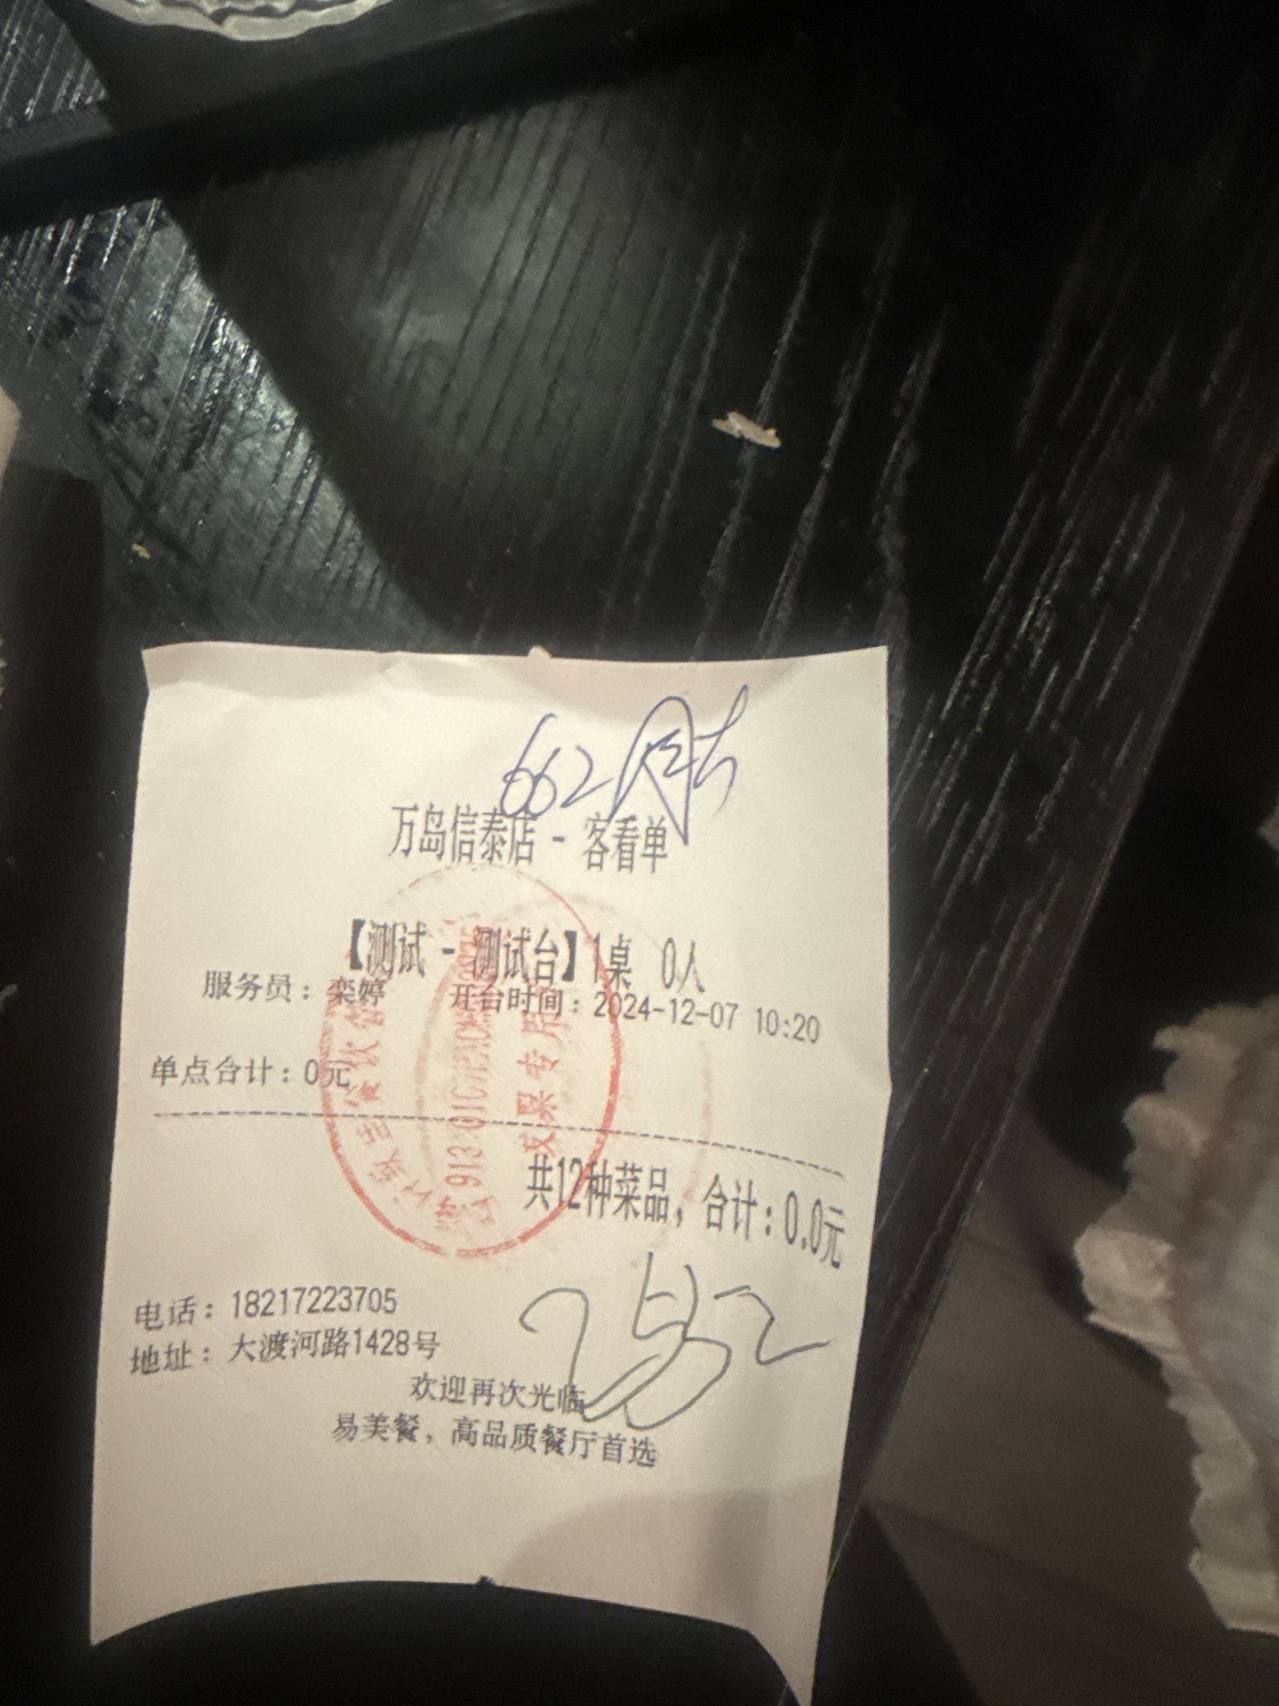 662
万岛信泰店 - 客看单
【测试 - 测试台】1桌 0人
服务员：栾婷 开台时间：2024-12-07 10:20
单点合计：0元
共12种菜品，合计：0.0元
电话：18217223705
地址：大渡河路1428号
欢迎再次光临
易美餐，高品质餐厅首选